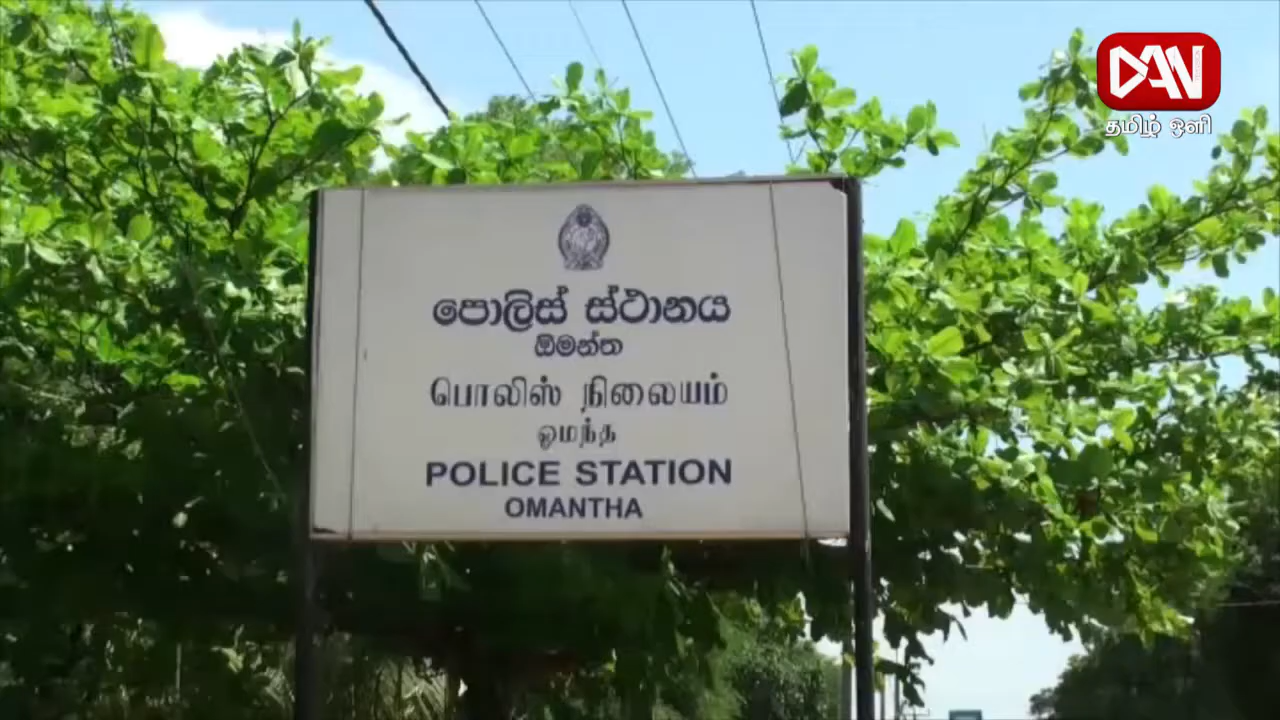 පොලිස් ස්ථානය
ඕමන්ත
பொலிஸ் நிலையம்
ஓமந்த
POLICE STATION
OMANTHA
DAN
தமிழ் ஒளி